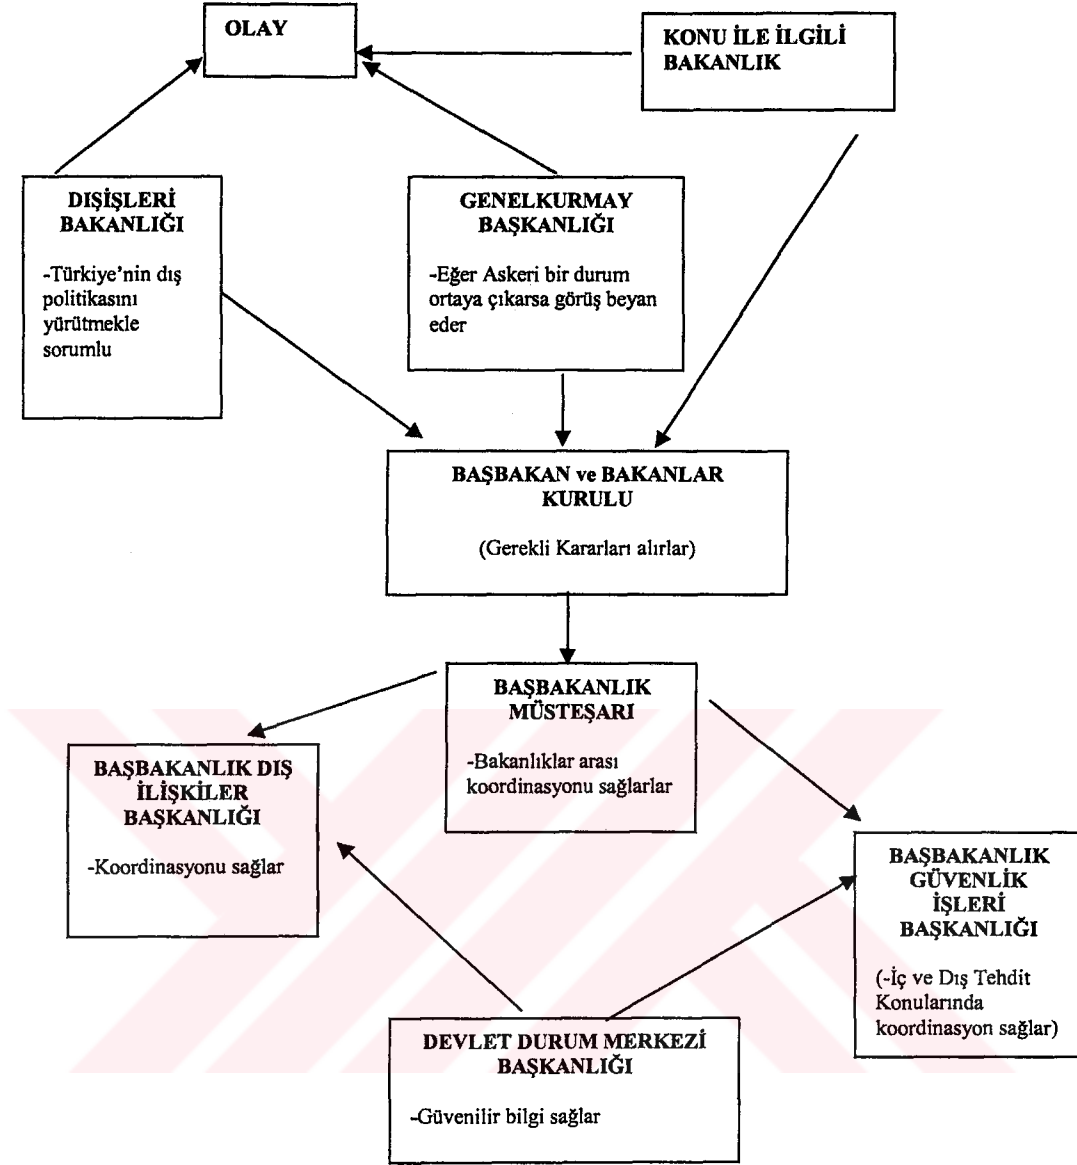 OLAY
KONU İLE İLGİLİ
BAKANLIK
DIŞİŞLERİ
BAKANLIĞI
-Türkiye'nin dış
politikasını
yürütmekle
sorumlu
GENELKURMAY
BAŞKANLIĞI
-Eğer Askeri bir durum
ortaya çıkarsa görüş beyan
eder
BAŞBAKAN ve BAKANLAR
KURULU
(Gerekli Kararları alırlar)
BAŞBAKANLIK
MÜSTEŞARI
-Bakanlıklar arası
koordinasyonu sağlarlar
BAŞBAKANLIK DIŞ
İLİŞKİLER
BAŞKANLIĞI
-Koordinasyonu sağlar
BAŞBAKANLIK
GÜVENLİK
İŞLERİ
BAŞKANLIĞI
(-İç ve Dış Tehdit
Konularında
koordinasyon sağlar)
DEVLET DURUM MERKEZİ
BAŞKANLIĞI
-Güvenilir bilgi sağlar